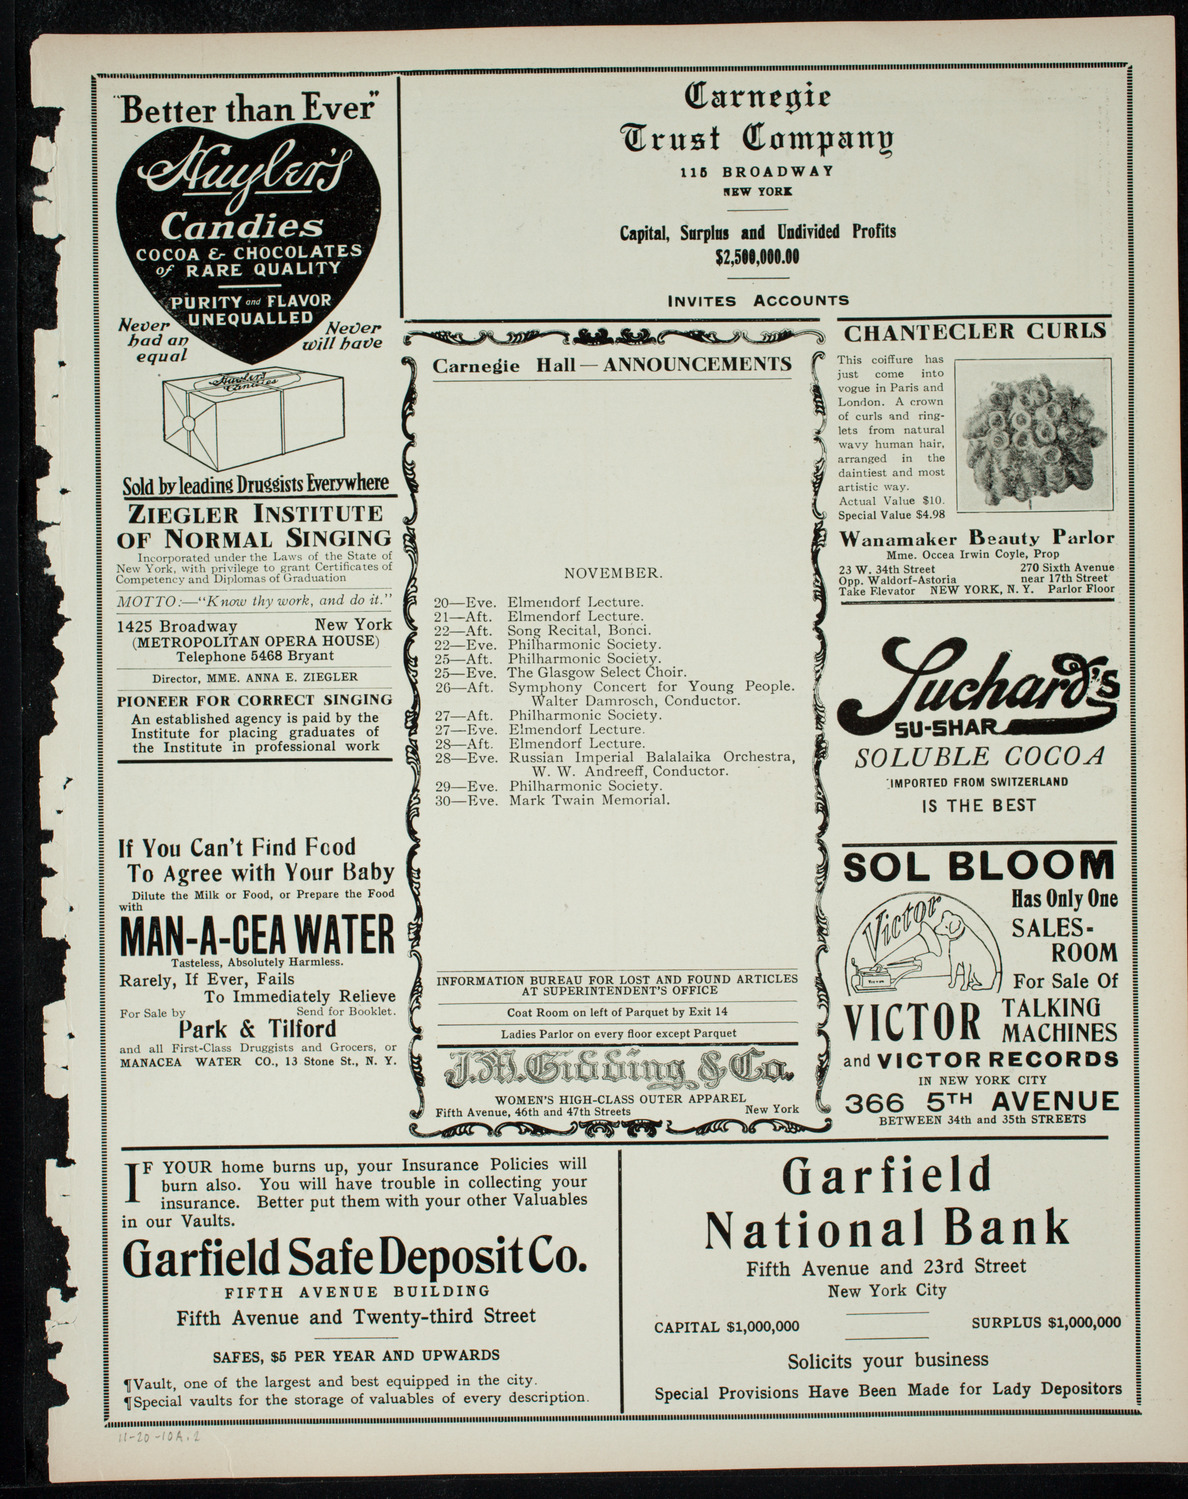 "Better than Ever"
Huyler's
Candies
COCOA & CHOCOLATES
of RARE QUALITY
PURITY and FLAVOR
UNEQUALLED
Never had an equal
Never will have
Huyler's
Candies
Sold by leading Druggists Everywhere
ZIEGLER INSTITUTE
OF NORMAL SINGING
Incorporated under the Laws of the State of
New York, with privilege to grant Certificates of
Competency and Diplomas of Graduation
MOTTO:—"Know thy work, and do it."
1425 Broadway New York
(METROPOLITAN OPERA HOUSE)
Telephone 5468 Bryant
Director, MME. ANNA E. ZIEGLER
PIONEER FOR CORRECT SINGING
An established agency is paid by the
Institute for placing graduates of
the Institute in professional work
If You Can't Find Food
To Agree with Your Baby
Dilute the Milk or Food, or Prepare the Food
with
MAN-A-CEA WATER
Tasteless, Absolutely Harmless.
Rarely, If Ever, Fails
To Immediately Relieve
For Sale by Send for Booklet.
Park & Tilford
and all First-Class Druggists and Grocers, or
MANACEA WATER CO., 13 Stone St., N. Y.
Carnegie
Trust Company
115 BROADWAY
NEW YORK
Capital, Surplus and Undivided Profits
$2,500,000.00
INVITES ACCOUNTS
Carnegie Hall—ANNOUNCEMENTS
NOVEMBER.
20—Eve. Elmendorf Lecture.
21—Aft. Elmendorf Lecture.
22—Aft. Song Recital, Bonci.
22—Eve. Philharmonic Society.
25—Aft. Philharmonic Society.
25—Eve. The Glasgow Select Choir.
26—Aft. Symphony Concert for Young People.
Walter Damrosch, Conductor.
27—Aft. Philharmonic Society.
27—Eve. Elmendorf Lecture.
28—Aft. Elmendorf Lecture.
28—Eve. Russian Imperial Balalaika Orchestra,
W. W. Andreeff, Conductor.
29—Eve. Philharmonic Society.
30—Eve. Mark Twain Memorial.
INFORMATION BUREAU FOR LOST AND FOUND ARTICLES
AT SUPERINTENDENT'S OFFICE
Coat Room on left of Parquet by Exit 14
Ladies Parlor on every floor except Parquet
J.M. Gidding & Co.
WOMEN'S HIGH-CLASS OUTER APPAREL
Fifth Avenue, 46th and 47th Streets New York
CHANTECLER CURLS
This coiffure has
just come into
vogue in Paris and
London. A crown
of curls and ring-
lets from natural
wavy human hair,
arranged in the
daintiest and most
artistic way.
Actual Value $10.
Special Value $4.98
Wanamaker Beauty Parlor
Mme. Occea Irwin Coyle, Prop
23 W. 34th Street 270 Sixth Avenue
Opp. Waldorf-Astoria near 17th Street
Take Elevator NEW YORK, N. Y. Parlor Floor
Suchard's
SU-SHAR
SOLUBLE COCOA
IMPORTED FROM SWITZERLAND
IS THE BEST
SOL BLOOM
Victor
Has Only One
SALES-
ROOM
For Sale Of
VICTOR TALKING
MACHINES
and VICTOR RECORDS
IN NEW YORK CITY
366 5TH AVENUE
BETWEEN 34th and 35th STREETS
IF YOUR home burns up, your Insurance Policies will
burn also. You will have trouble in collecting your
insurance. Better put them with your other Valuables
in our Vaults.
Garfield Safe Deposit Co.
FIFTH AVENUE BUILDING
Fifth Avenue and Twenty-third Street
SAFES, $5 PER YEAR AND UPWARDS
¶Vault, one of the largest and best equipped in the city.
¶Special vaults for the storage of valuables of every description.
Garfield
National Bank
Fifth Avenue and 23rd Street
New York City
CAPITAL $1,000,000 SURPLUS $1,000,000
Solicits your business
Special Provisions Have Been Made for Lady Depositors
11-20-10A.2